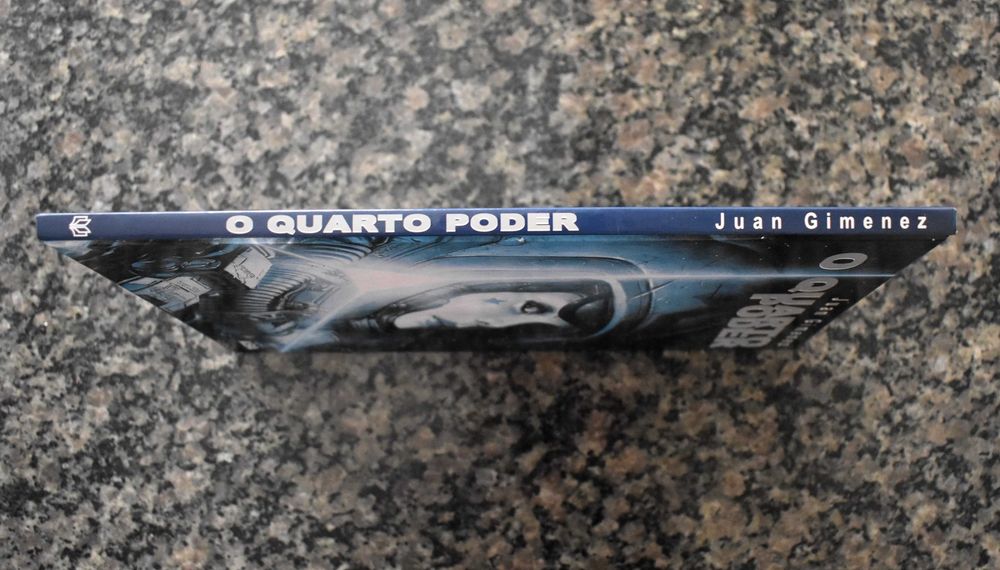 O QUARTO PODER
Juan Gimenez
O
QUARTO
PODER